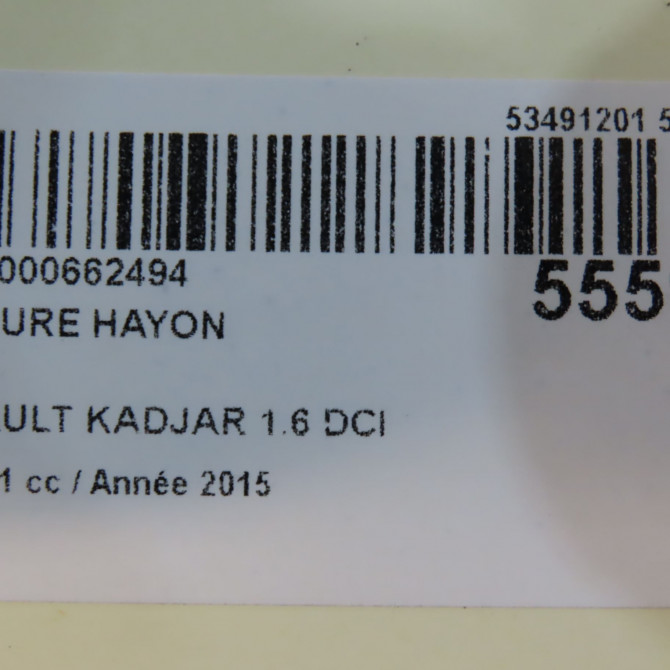 53491201 5
000662494
555
URE HAYON
ULT KADJAR 1.6 DCI
1 cc / Année 2015